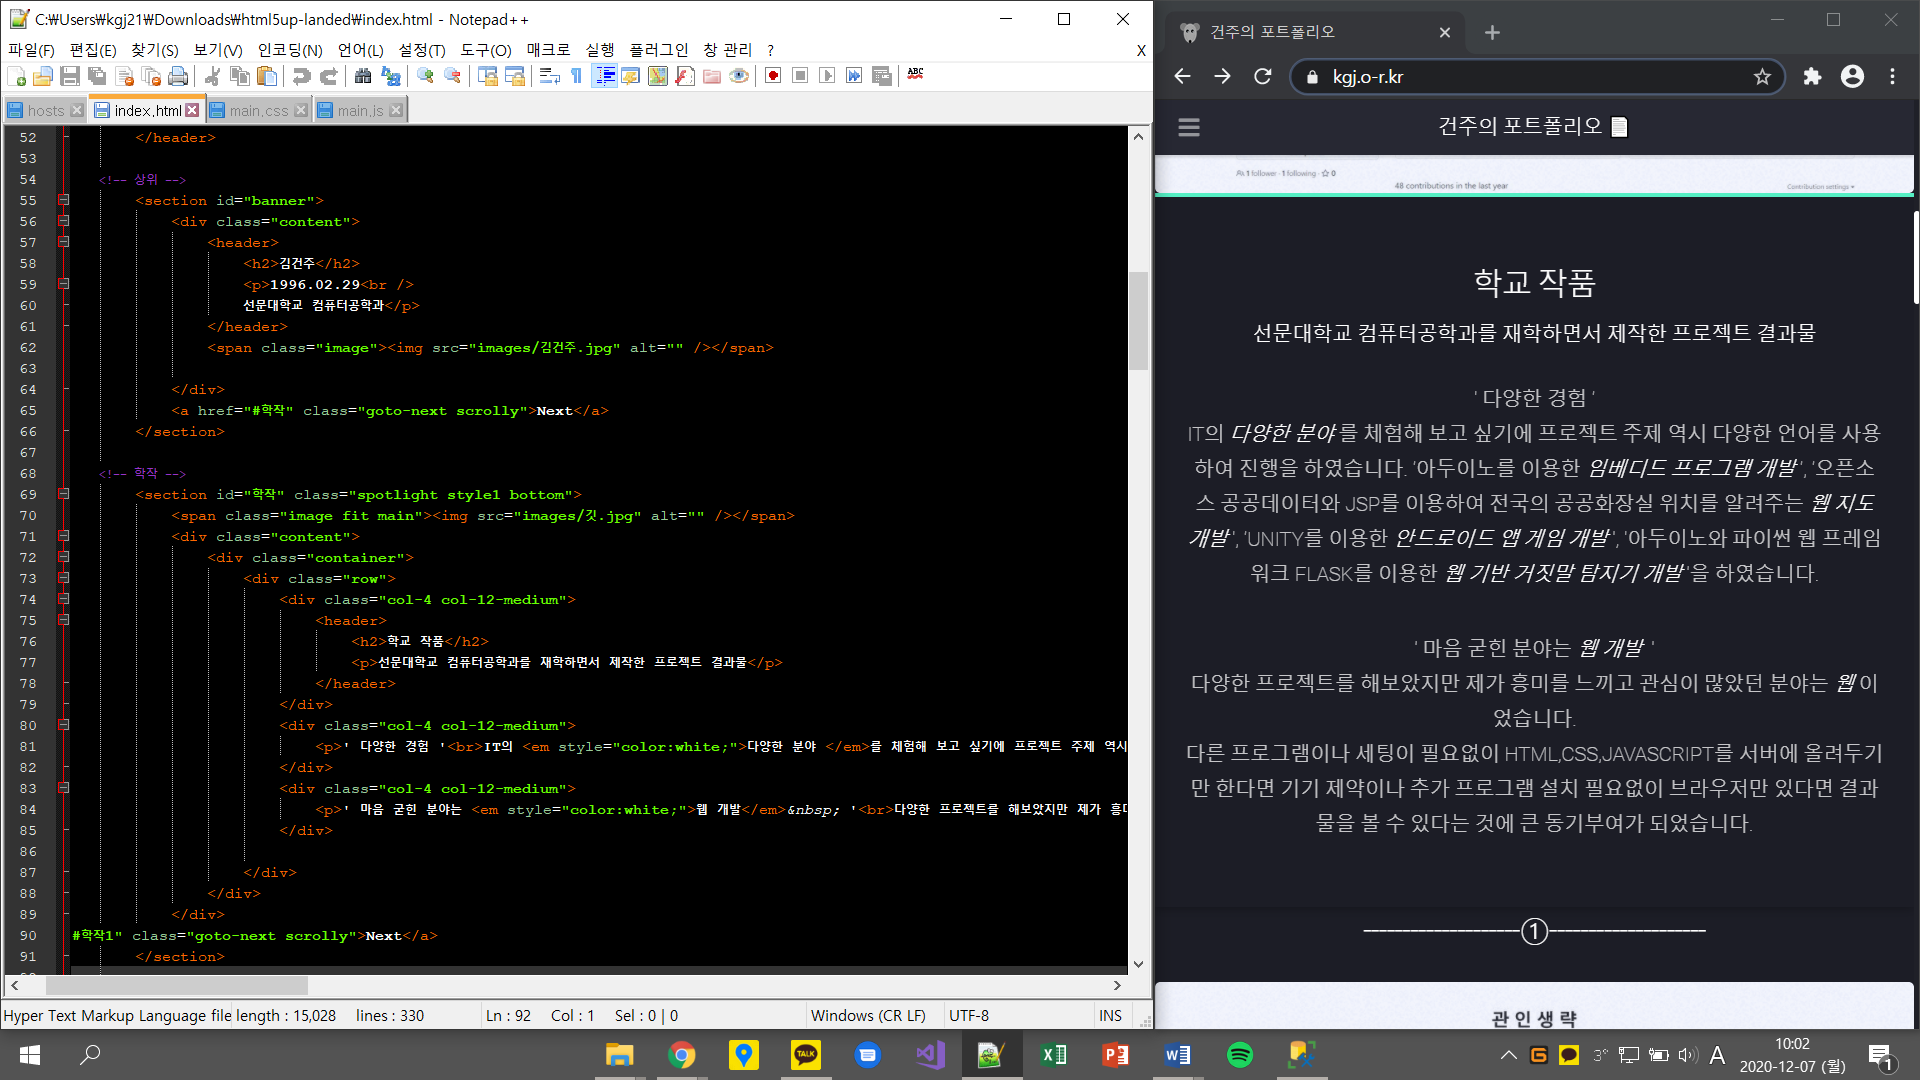 C:₩Users₩kgj21₩Downloads₩html5up-landed₩index.html - Notepad++
파일(F) 편집(E) 찾기(S) 보기(V) 인코딩(N) 언어(L) 설정(T) 도구(O) 매크로 실행 플러그인 창 관리 ? X
hosts index.html main.css main.js
52 </header>
53
54 <!-- 상위 -->
55 <section id="banner">
56 <div class="content">
57 <header>
58 <h2>김건주</h2>
59 <p>1996.02.29<br />
60 선문대학교 컴퓨터공학과</p>
61 </header>
62 <span class="image"><img src="images/김건주.jpg" alt="" /></span>
63
64 </div>
65 <a href="#학작" class="goto-next scrolly">Next</a>
66 </section>
67
68 <!-- 학작 -->
69 <section id="학작" class="spotlight style1 bottom">
70 <span class="image fit main"><img src="images/깃.jpg" alt="" /></span>
71 <div class="content">
72 <div class="container">
73 <div class="row">
74 <div class="col-4 col-12-medium">
75 <header>
76 <h2>학교 작품</h2>
77 <p>선문대학교 컴퓨터공학과를 재학하면서 제작한 프로젝트 결과물</p>
78 </header>
79 </div>
80 <div class="col-4 col-12-medium">
81 <p>' 다양한 경험 '<br>IT의 <em style="color:white;">다양한 분야 </em>를 체험해 보고 싶기에 프로젝트 주제 역시
82 </div>
83 <div class="col-4 col-12-medium">
84 <p>' 마음 굳힌 분야는 <em style="color:white;">웹 개발</em>&nbsp; '<br>다양한 프로젝트를 해보았지만 제가 흥미
85 </div>
86
87 </div>
88 </div>
89 </div>
90 #학작1" class="goto-next scrolly">Next</a>
91 </section>
Hyper Text Markup Language file length : 15,028 lines : 330 Ln : 92 Col : 1 Sel : 0 | 0 Windows (CR LF) UTF-8 INS
건주의 포트폴리오
kgj.o-r.kr
건주의 포트폴리오
1 follower · 1 following · 0
48 contributions in the last year Contribution settings
학교 작품
선문대학교 컴퓨터공학과를 재학하면서 제작한 프로젝트 결과물
' 다양한 경험 '
IT의 다양한 분야 를 체험해 보고 싶기에 프로젝트 주제 역시 다양한 언어를 사용
하여 진행을 하였습니다. '아두이노를 이용한 임베디드 프로그램 개발 ', '오픈소
스 공공데이터와 JSP를 이용하여 전국의 공공화장실 위치를 알려주는 웹 지도
개발 ', 'UNITY를 이용한 안드로이드 앱 게임 개발 ', '아두이노와 파이썬 웹 프레임
워크 FLASK를 이용한 웹 기반 거짓말 탐지기 개발 '을 하였습니다.
' 마음 굳힌 분야는 웹 개발 '
다양한 프로젝트를 해보았지만 제가 흥미를 느끼고 관심이 많았던 분야는 웹 이
었습니다.
다른 프로그램이나 세팅이 필요없이 HTML,CSS,JAVASCRIPT를 서버에 올려두기
만 한다면 기기 제약이나 추가 프로그램 설치 필요없이 브라우저만 있다면 결과
물을 볼 수 있다는 것에 큰 동기부여가 되었습니다.
--------------------①--------------------
관 인 생 략
TALK
3°
A
10:02
2020-12-07 (월)
1